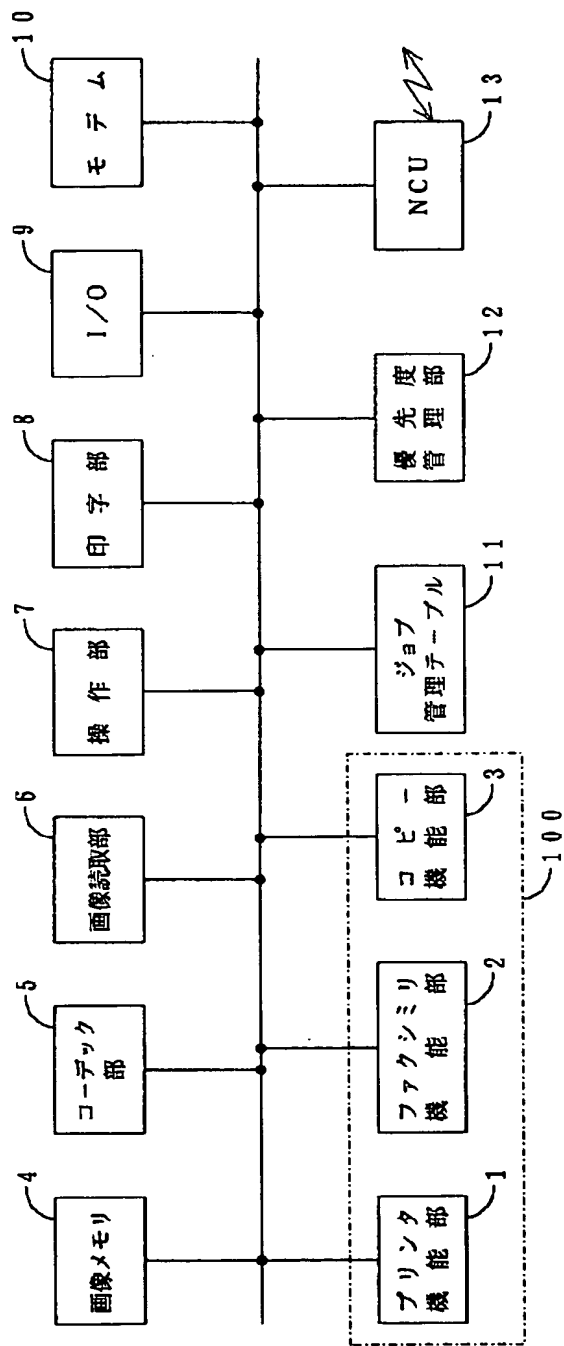 4
画像メモリ
5
コーデック
部
6
画像読取部
7
操作部
8
印字部
9
I/O
10
モデム
プリンタ
機能部
1
ファクシミリ
機能部
2
コピー
機能部
3
100
ジョブ
管理テーブル
11
優先度
管理部
12
NCU
13